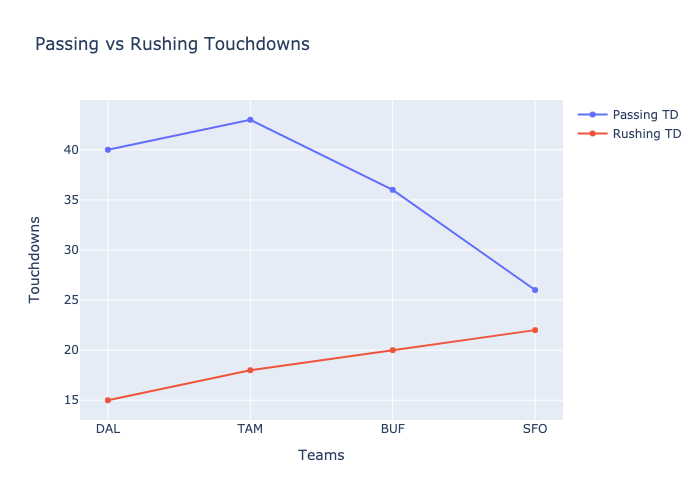 Passing vs Rushing Touchdowns
Passing TD
Rushing TD
40
35
30
25
20
15
Touchdowns
DAL TAM BUF SFO
Teams